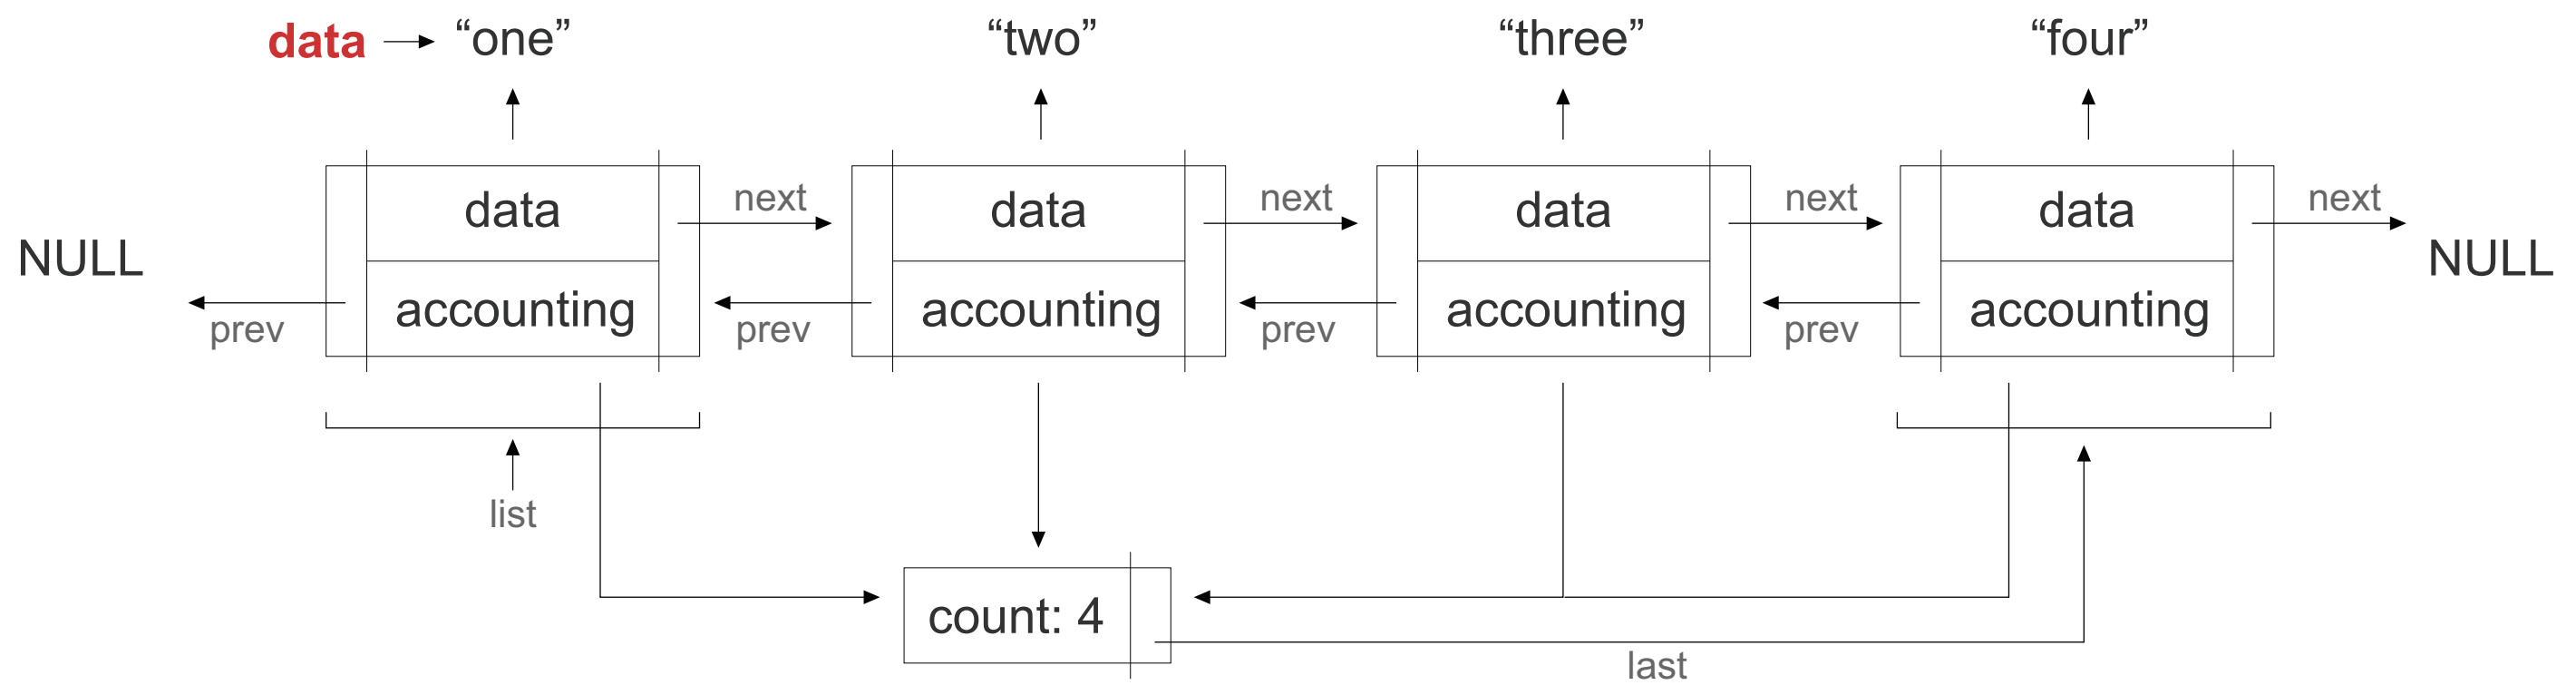 data “one” “two” “three” “four”
next next next next
data data data data
NULL NULL
accounting accounting accounting accounting
prev prev prev prev
list
count: 4
last